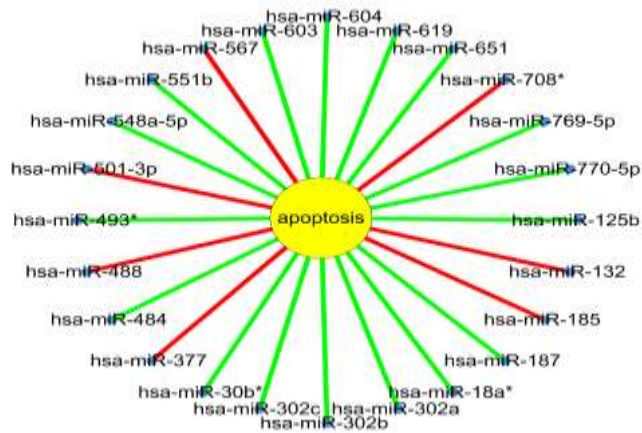 hsa-miR-604
hsa-miR-603
hsa-miR-619
hsa-miR-567
hsa-miR-651
hsa-miR-551b
hsa-miR-708*
hsa-miR-548a-5p
hsa-miR-769-5p
hsa-miR-501-3p
hsa-miR-770-5p
hsa-miR-493*
apoptosis
hsa-miR-125b
hsa-miR-488
hsa-miR-132
hsa-miR-484
hsa-miR-185
hsa-miR-377
hsa-miR-187
hsa-miR-30b*
hsa-miR-18a*
hsa-miR-302c
hsa-miR-302a
hsa-miR-302b